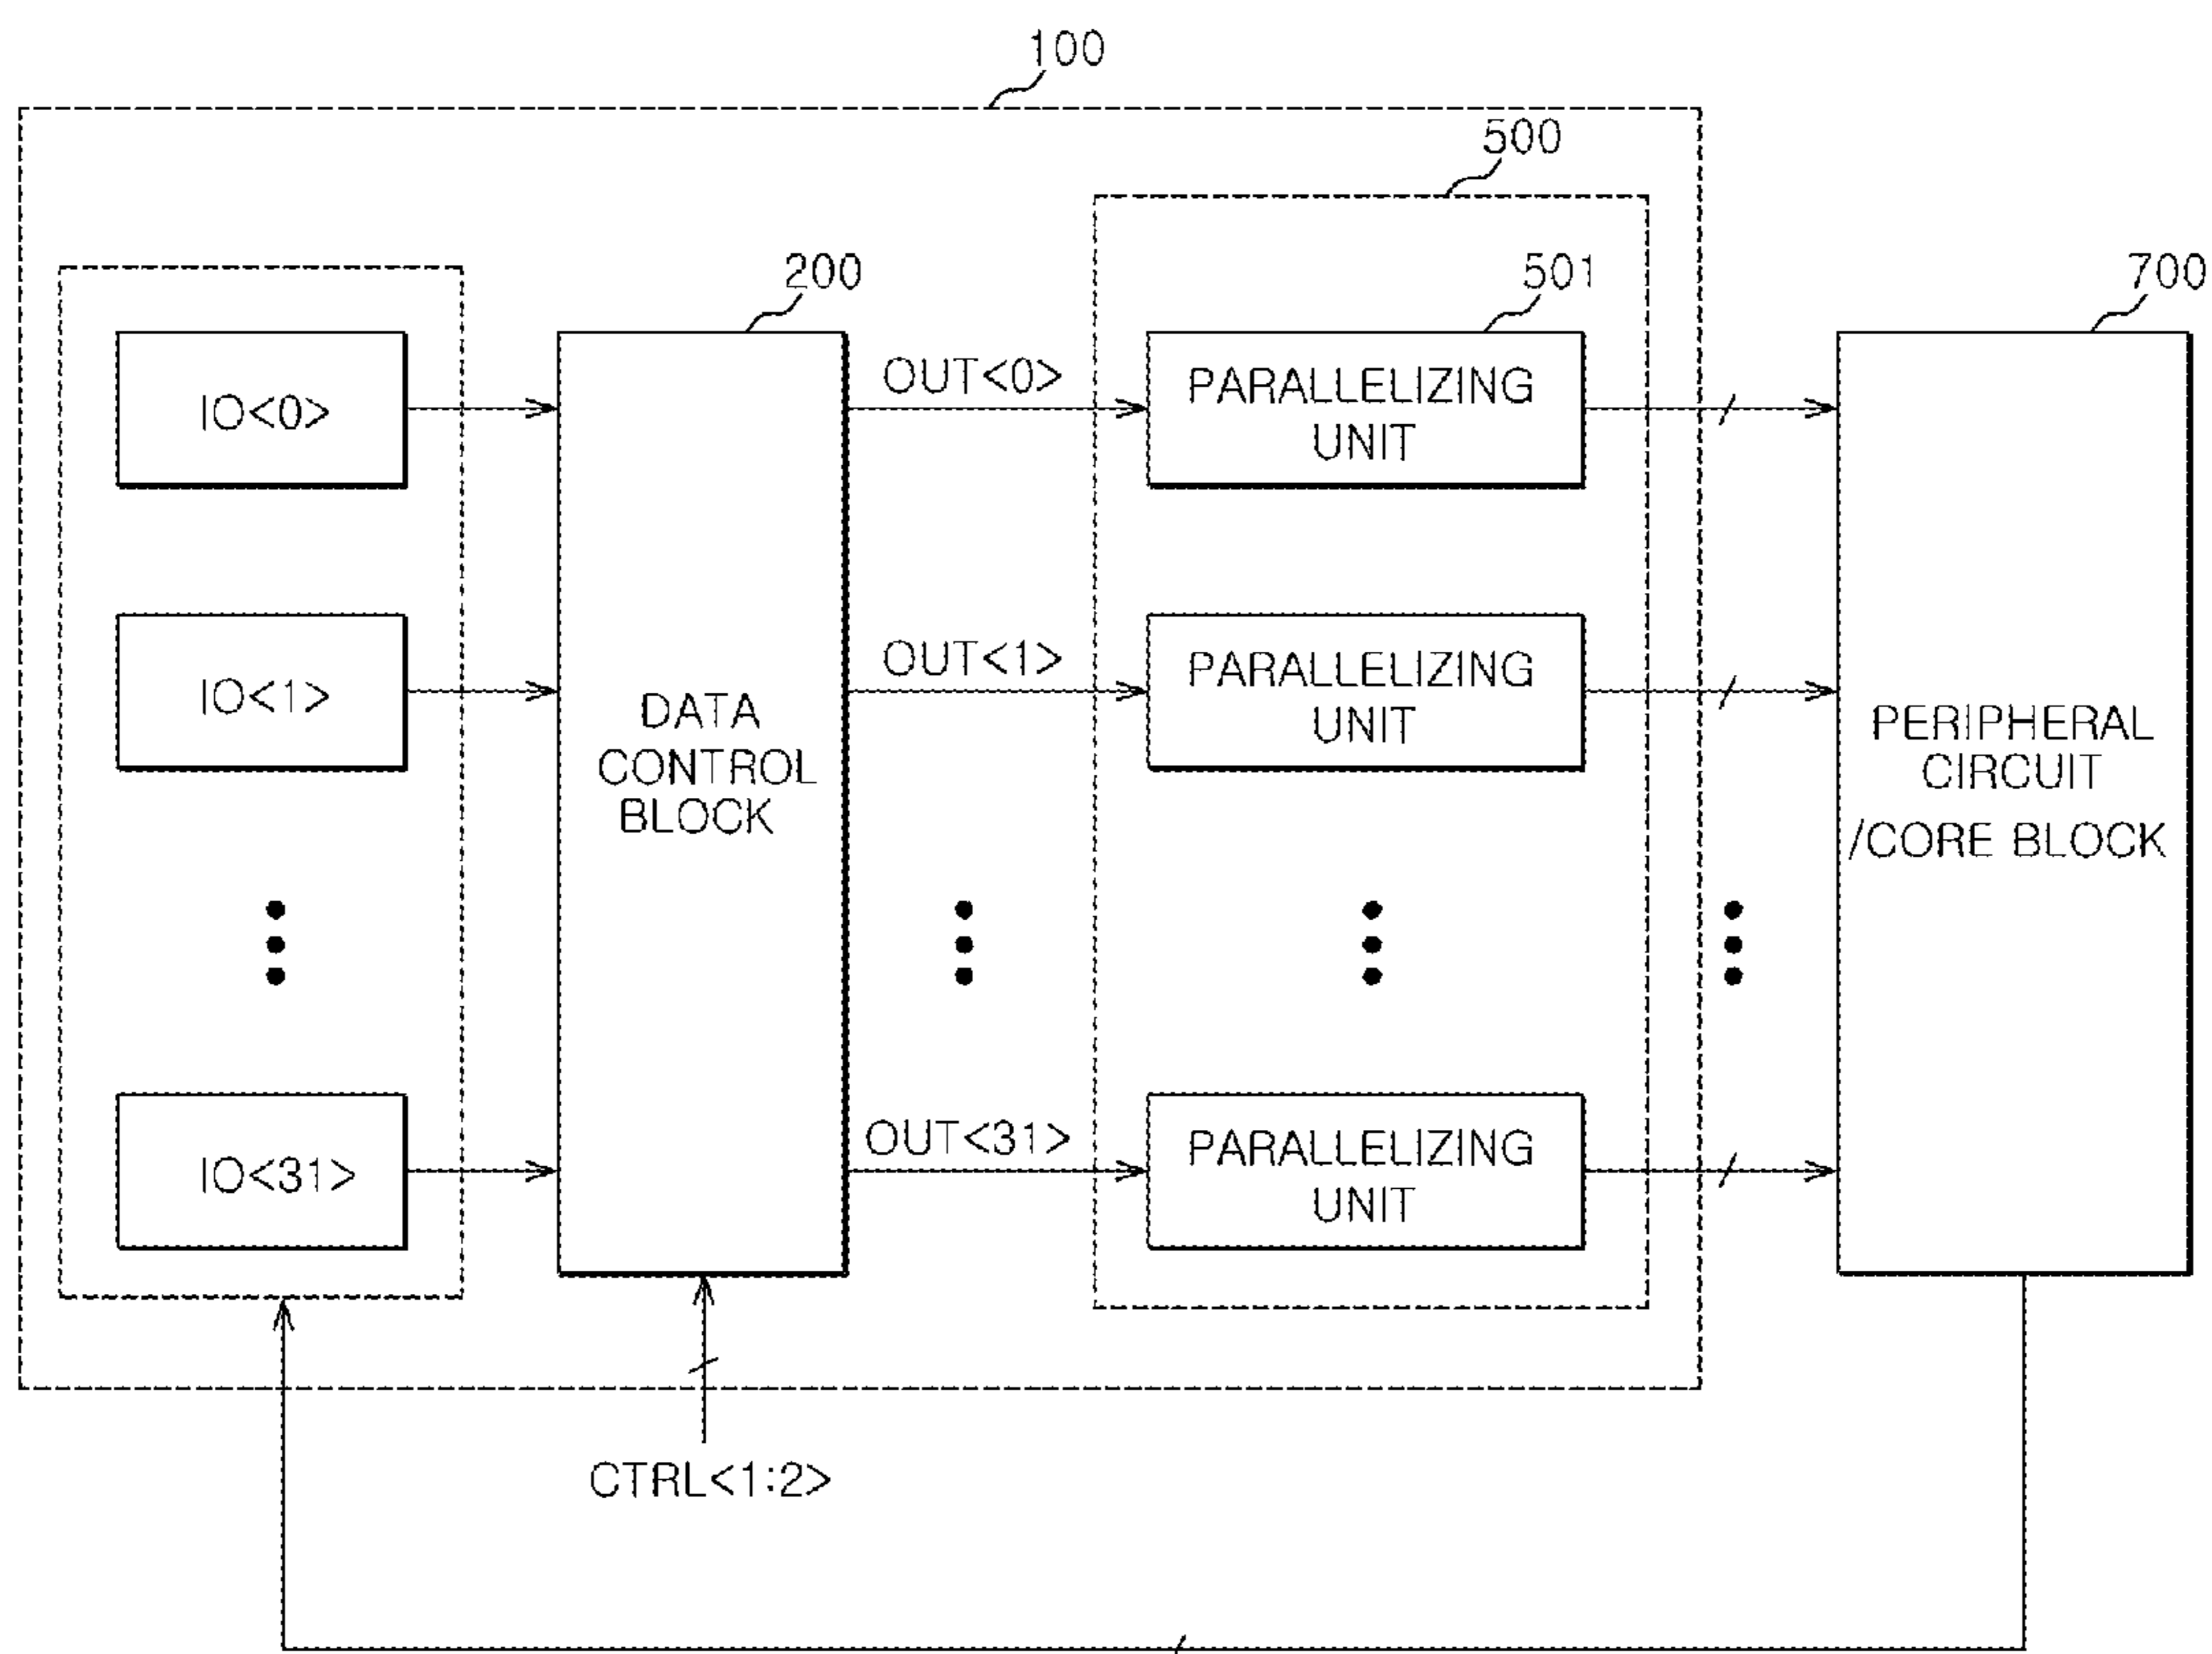 100
500
200
501
700
IO<0>
OUT<0>
PARALLELIZING
UNIT
IO<1>
OUT<1>
PARALLELIZING
UNIT
DATA
CONTROL
BLOCK
PERIPHERAL
CIRCUIT
/CORE BLOCK
IO<31>
OUT<31>
PARALLELIZING
UNIT
CTRL<1:2>